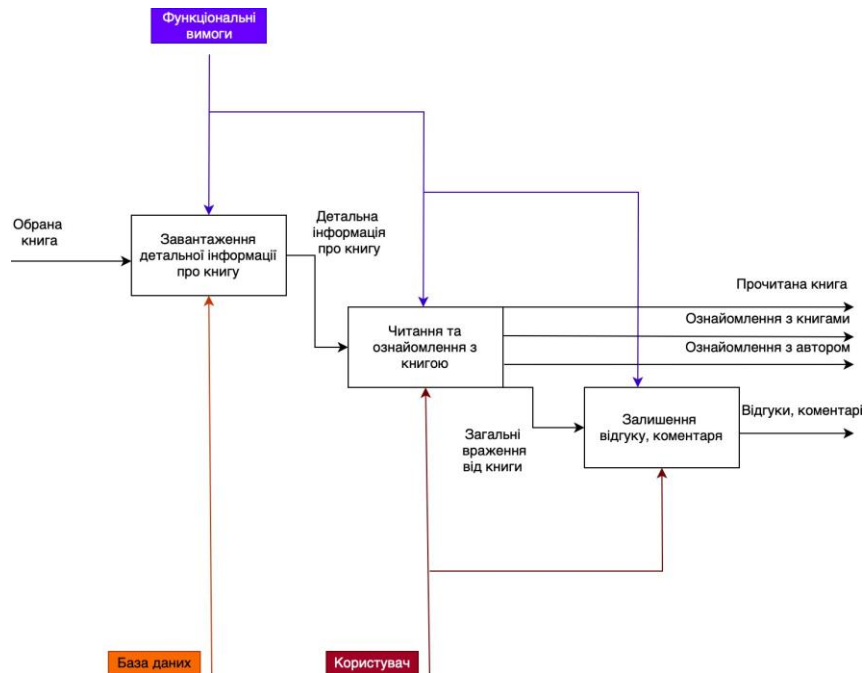 Функціональні
вимоги
Обрана
книга
Завантаження
детальної інформації
про книгу
Детальна
інформація
про книгу
Читання та
ознайомлення з
книгою
Прочитана книга
Ознайомлення з книгами
Ознайомлення з автором
Загальні
враження
від книги
Залишення
відгуку, коментаря
Відгуки, коментарі
База даних
Користувач